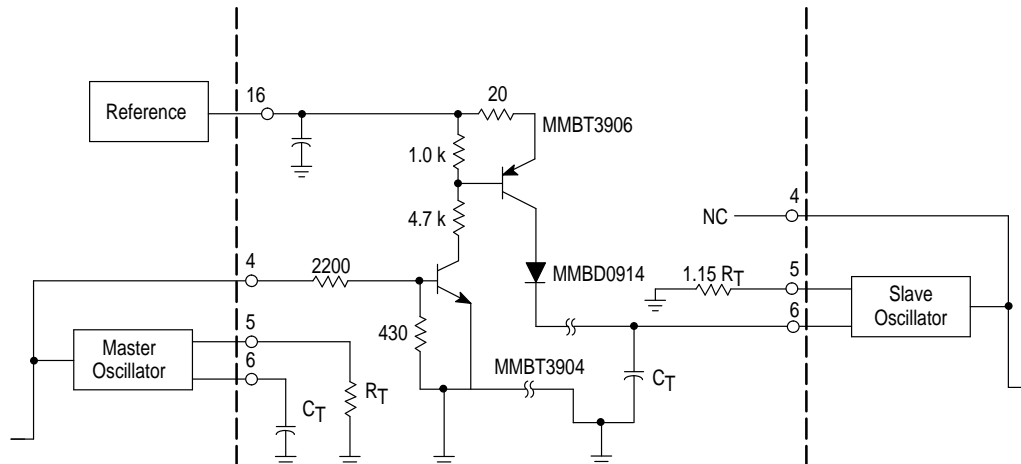 Reference
16
20
MMBT3906
1.0 k
4.7 k
NC
4
4
2200
MMBD0914
1.15 RT
5
6
Slave
Oscillator
430
5
6
Master
Oscillator
MMBT3904
CT
RT
CT